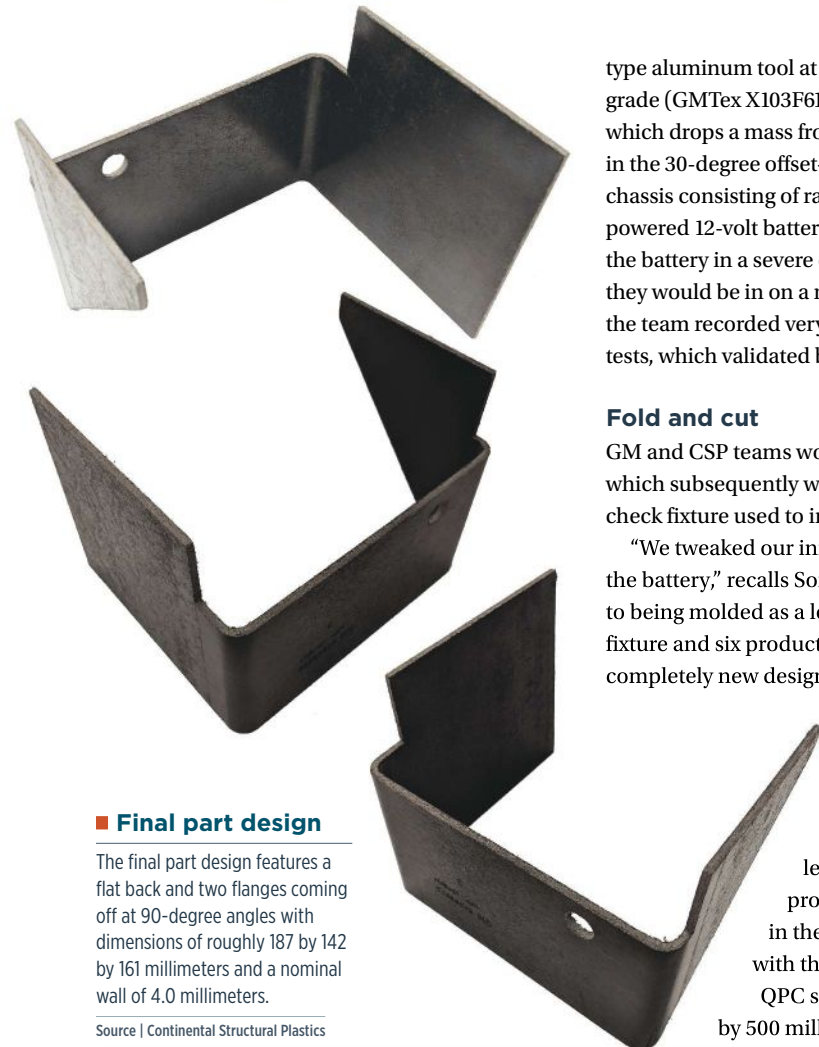 type aluminum tool at
grade (GMTex X103F61
which drops a mass fro
in the 30-degree offset-
chassis consisting of ra
powered 12-volt batter
the battery in a severe
they would be in on a
the team recorded very
tests, which validated
Fold and cut
GM and CSP teams wo
which subsequently w
check fixture used to
“We tweaked our
the battery,” recalls
to being molded as a
fixture and six product
completely new design
Final part design
The final part design features a
flat back and two flanges coming
off at 90-degree angles with
dimensions of roughly 187 by 142
by 161 millimeters and a nominal
wall of 4.0 millimeters.
Source | Continental Structural Plastics
le
pro
in the
with th
QPC s
by 500 mill